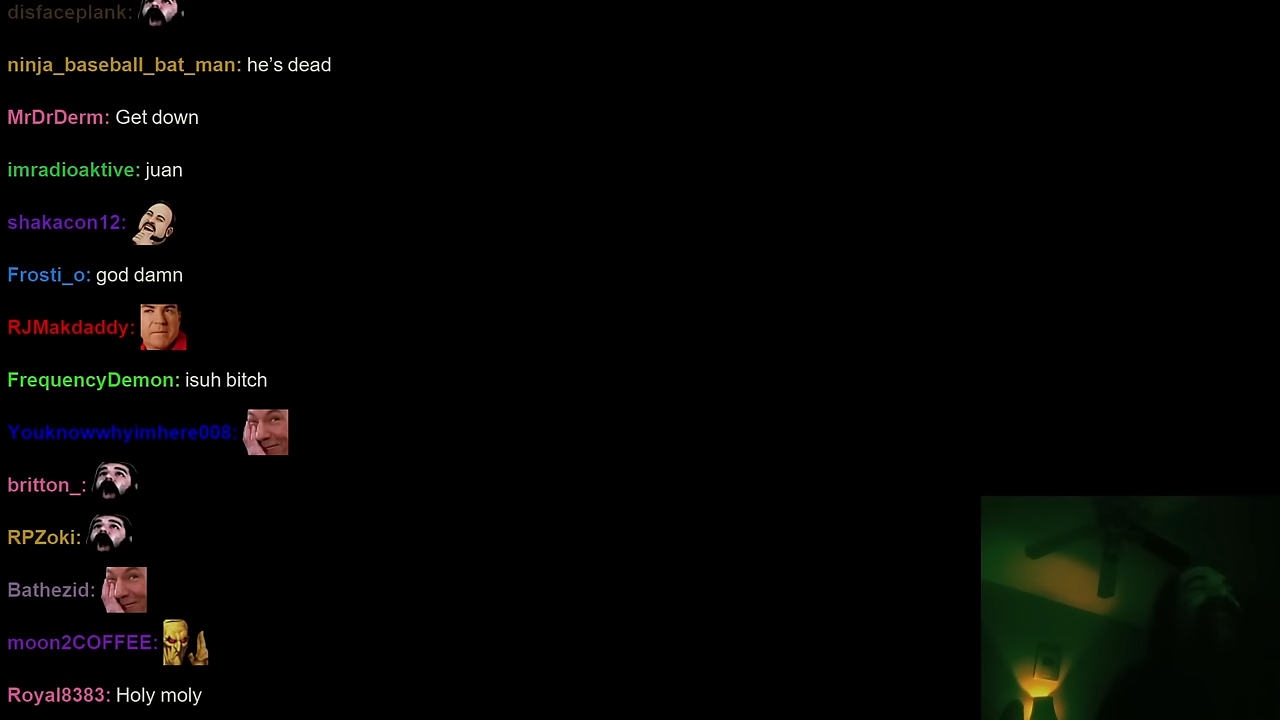 disfaceplank:
ninja_baseball_bat_man: he’s dead
MrDrDerm: Get down
imradioaktive: juan
shakacon12:
Frosti_o: god damn
RJMakdaddy:
FrequencyDemon: isuh bitch
Youknowwhyimhere008:
britton_:
RPZoki:
Bathezid:
moon2COFFEE:
Royal8383: Holy moly